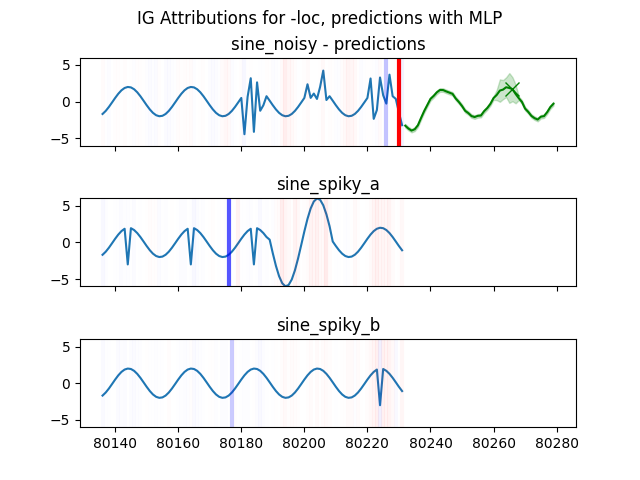 IG Attributions for -loc, predictions with MLP
sine_noisy - predictions
5
0
−5
sine_spiky_a
5
0
−5
sine_spiky_b
5
0
−5
80140 80160 80180 80200 80220 80240 80260 80280